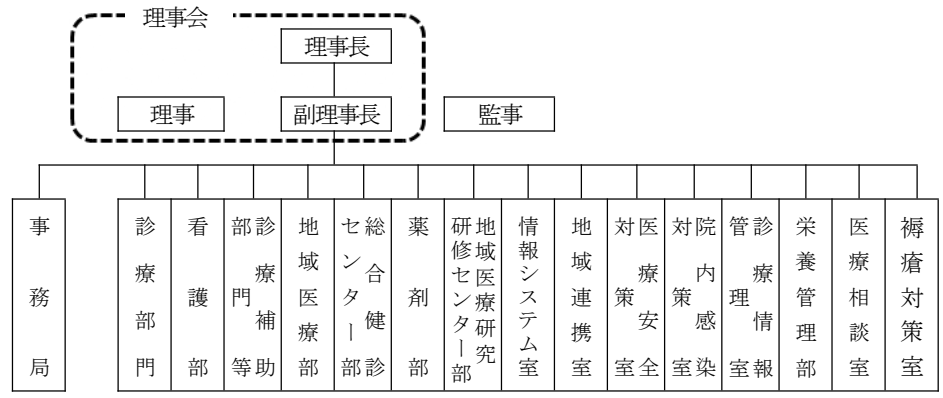 理事会
理事長
理事
副理事長
監事
事務局
診療部門
看護部
診療補助
部門等
地域医療部
総合健診
センター部
薬剤部
地域医療研究
研修センター部
情報システム室
地域連携室
医療安全
対策室
院内感染
対策室
診療情報
管理室
栄養管理部
医療相談室
褥瘡対策室